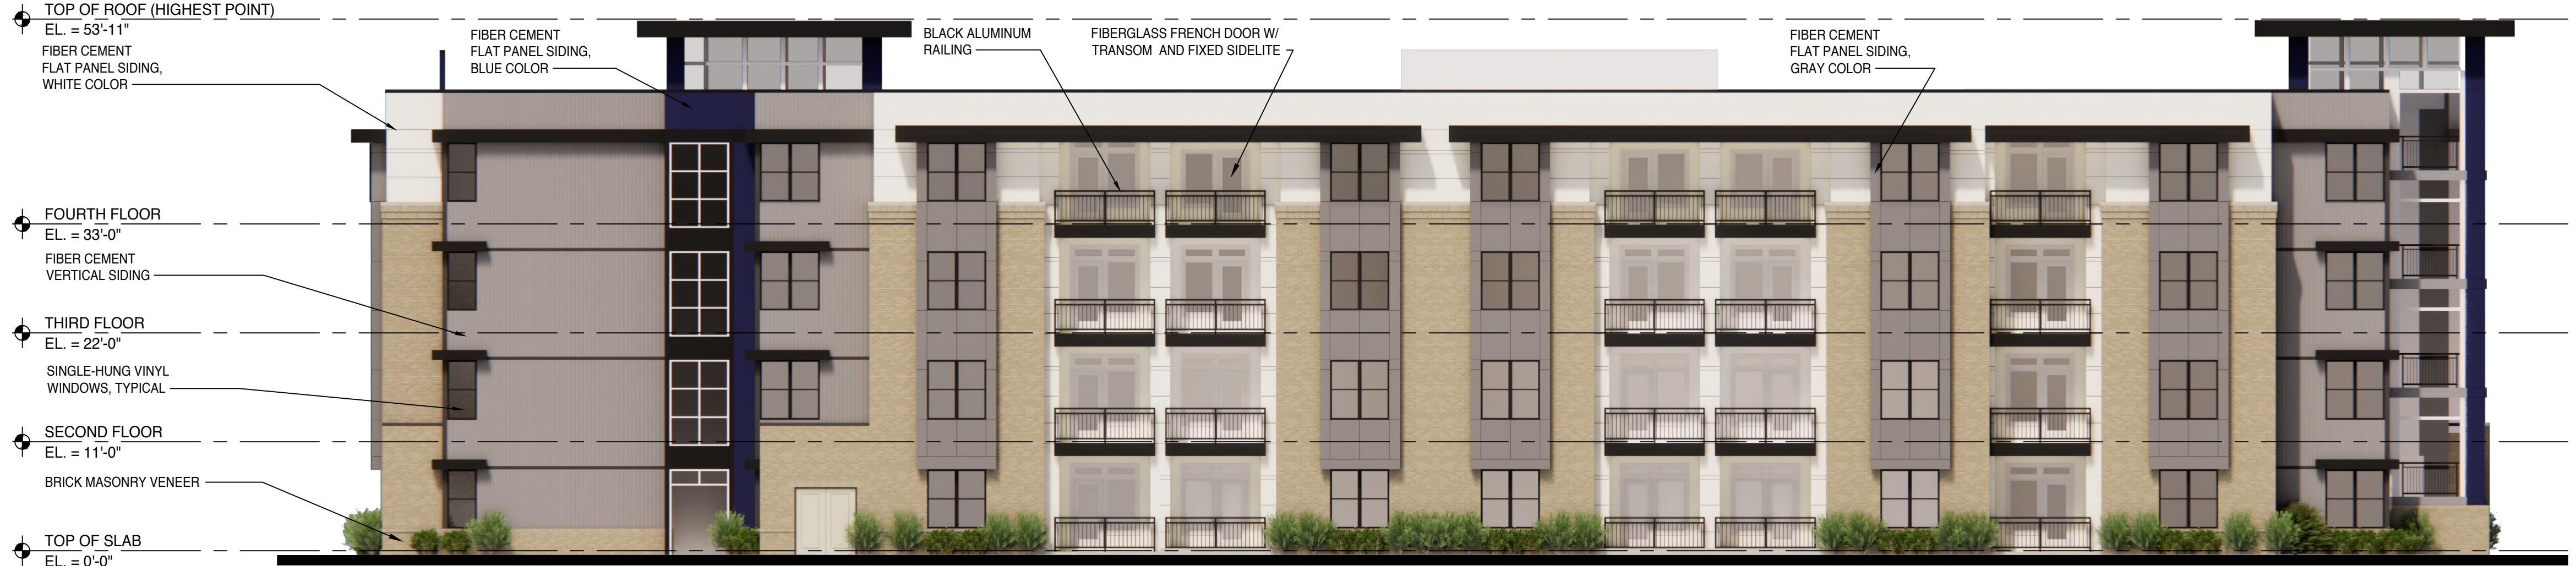 TOP OF ROOF (HIGHEST POINT)
EL. = 53'-11"
FIBER CEMENT
FLAT PANEL SIDING,
WHITE COLOR
FIBER CEMENT
FLAT PANEL SIDING,
BLUE COLOR
BLACK ALUMINUM
RAILING
FIBERGLASS FRENCH DOOR W/
TRANSOM AND FIXED SIDELITE
FIBER CEMENT
FLAT PANEL SIDING,
GRAY COLOR
FOURTH FLOOR
EL. = 33'-0"
FIBER CEMENT
VERTICAL SIDING
THIRD FLOOR
EL. = 22'-0"
SINGLE-HUNG VINYL
WINDOWS, TYPICAL
SECOND FLOOR
EL. = 11'-0"
BRICK MASONRY VENEER
TOP OF SLAB
EL. = 0'-0"